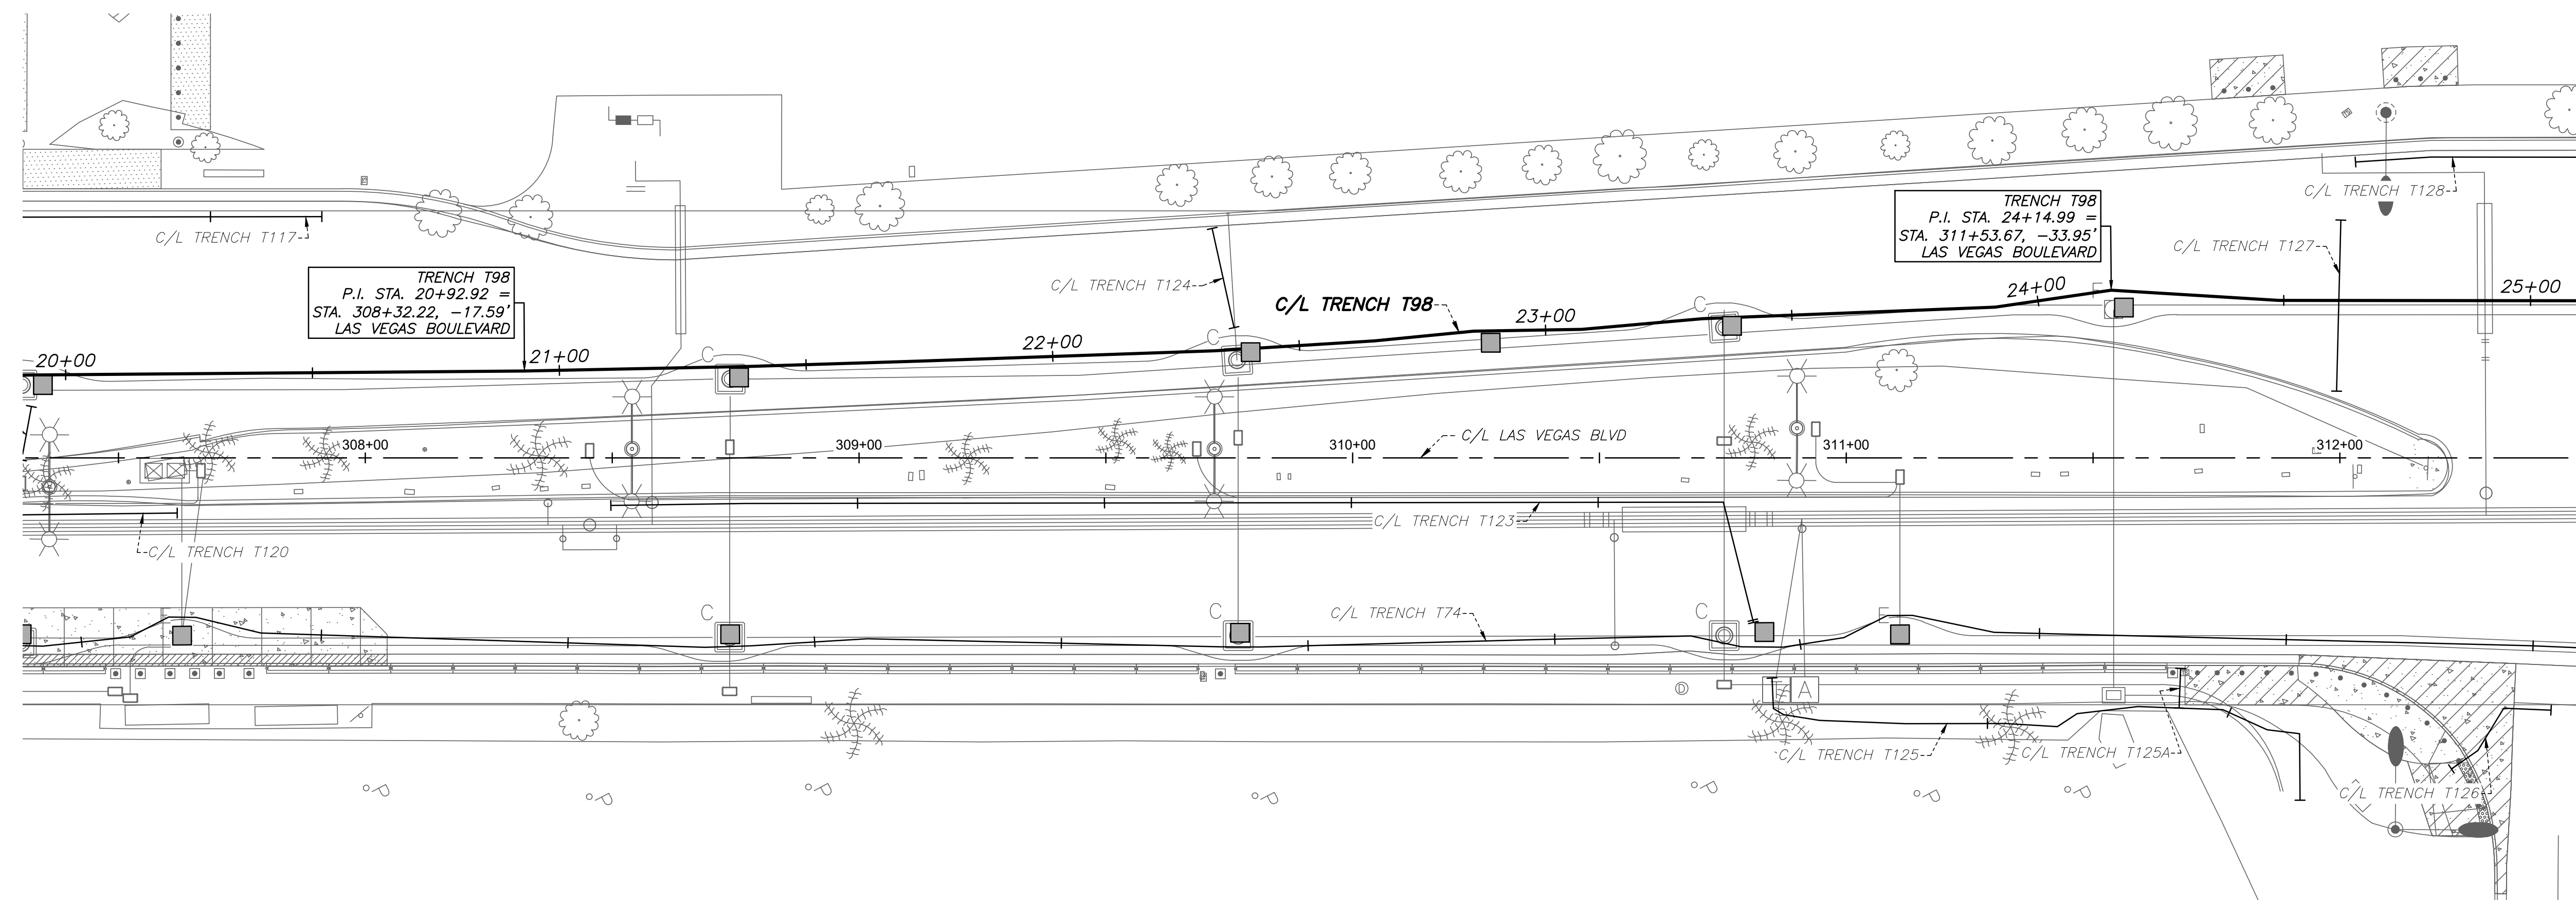 C/L TRENCH T128
TRENCH T98
P.I. STA. 24+14.99 =
STA. 311+53.67, −33.95'
LAS VEGAS BOULEVARD
C/L TRENCH T117
C/L TRENCH T127
TRENCH T98
P.I. STA. 20+92.92 =
STA. 308+32.22, −17.59'
LAS VEGAS BOULEVARD
C/L TRENCH T124
C/L TRENCH T98
20+00
21+00
22+00
23+00
24+00
25+00
C
C
C
308+00
309+00
310+00
C/L LAS VEGAS BLVD
311+00
312+00
C/L TRENCH T123
C/L TRENCH T120
C
C
C
C/L TRENCH T74
D
A
C/L TRENCH T125
C/L TRENCH T125A
C/L TRENCH T126
P
P
P
P
P
P
P